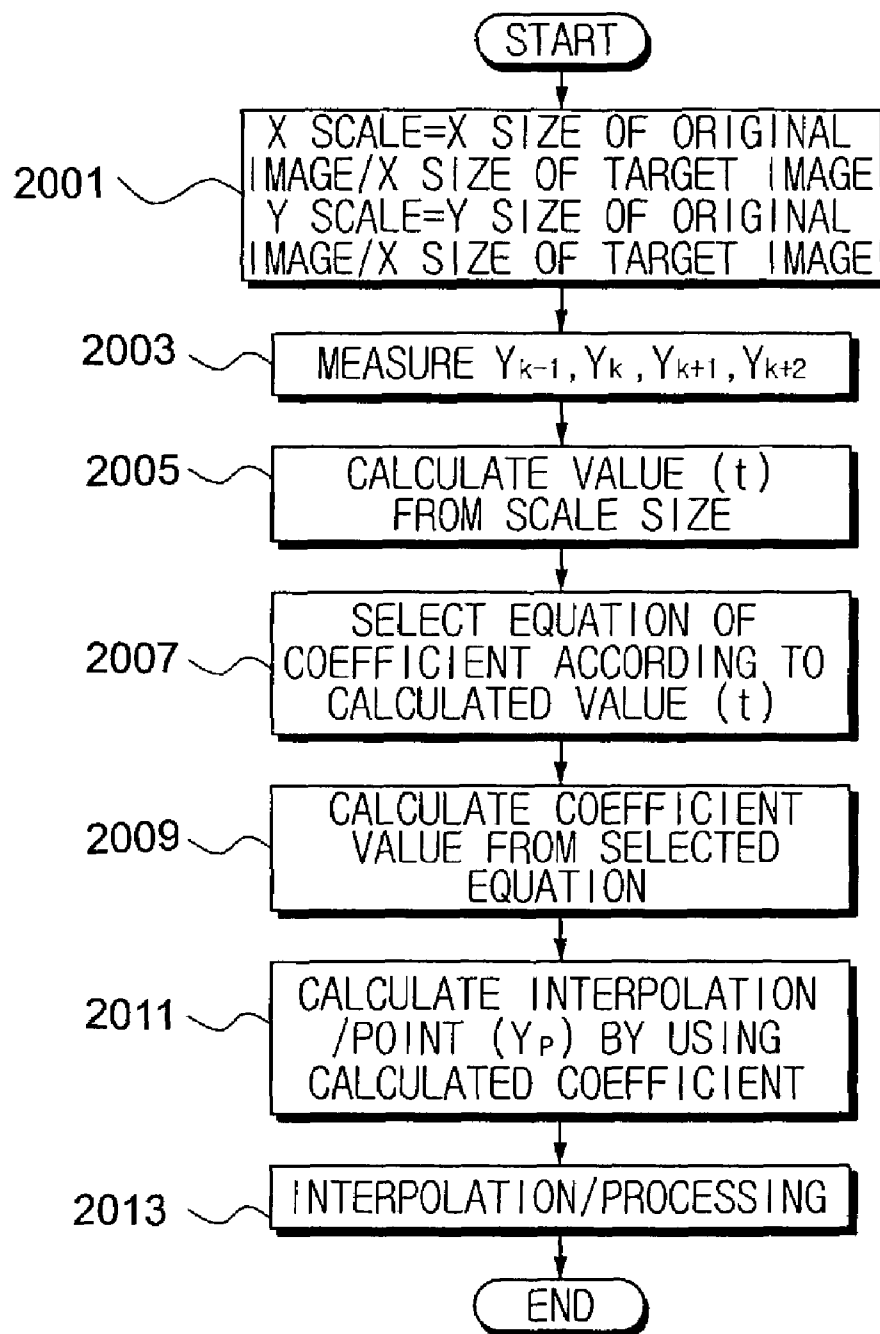 START
2001
X SCALE=X SIZE OF ORIGINAL
IMAGE/X SIZE OF TARGET IMAGE
Y SCALE=Y SIZE OF ORIGINAL
IMAGE/X SIZE OF TARGET IMAGE
2003
MEASURE Yk-1, Yk, Yk+1, Yk+2
2005
CALCULATE VALUE (t)
FROM SCALE SIZE
2007
SELECT EQUATION OF
COEFFICIENT ACCORDING TO
CALCULATED VALUE (t)
2009
CALCULATE COEFFICIENT
VALUE FROM SELECTED
EQUATION
2011
CALCULATE INTERPOLATION
/POINT (YP) BY USING
CALCULATED COEFFICIENT
2013
INTERPOLATION/PROCESSING
END